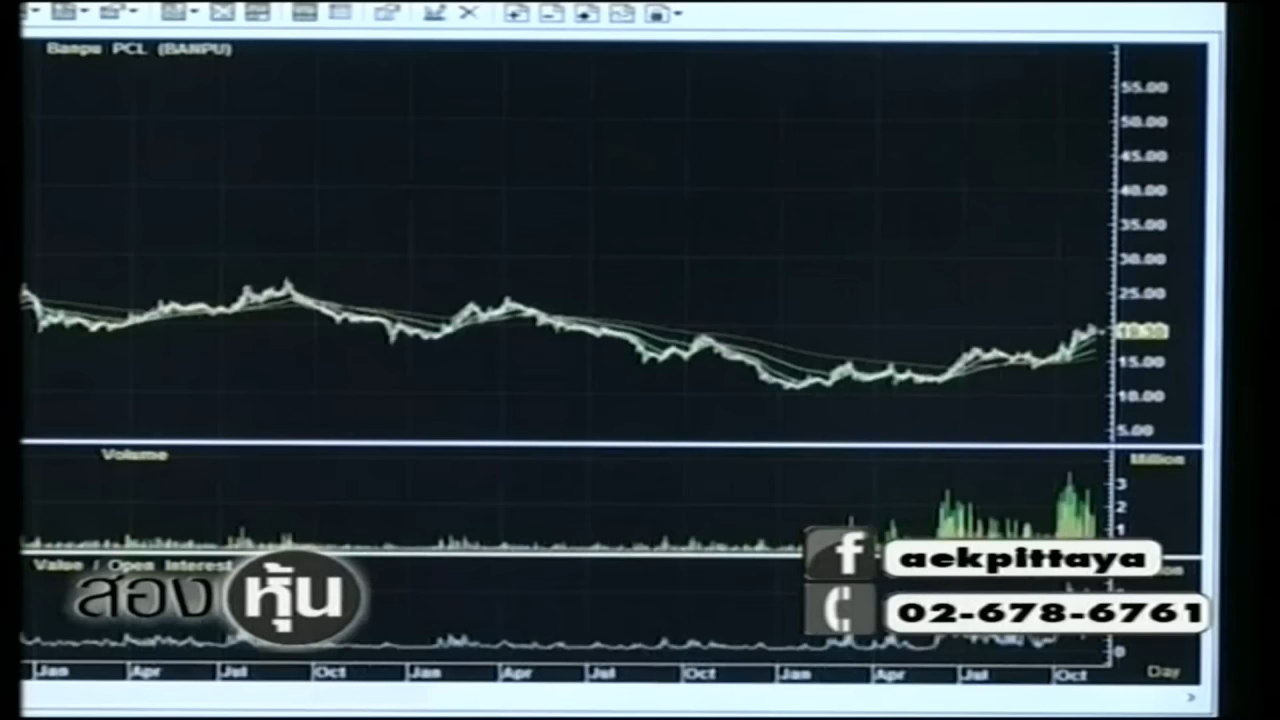 Banpu PCL (BANPU)
55.00
50.00
45.00
40.00
35.00
30.00
25.00
15.00
10.00
5.00
Volume
Million
3
2
1
Value / Open Interest
สองหุ้น
f aekpittaya
02-678-6761
0
Jan Apr Jul Oct Jan Apr Jul Oct Jan Apr Jul Oct Day